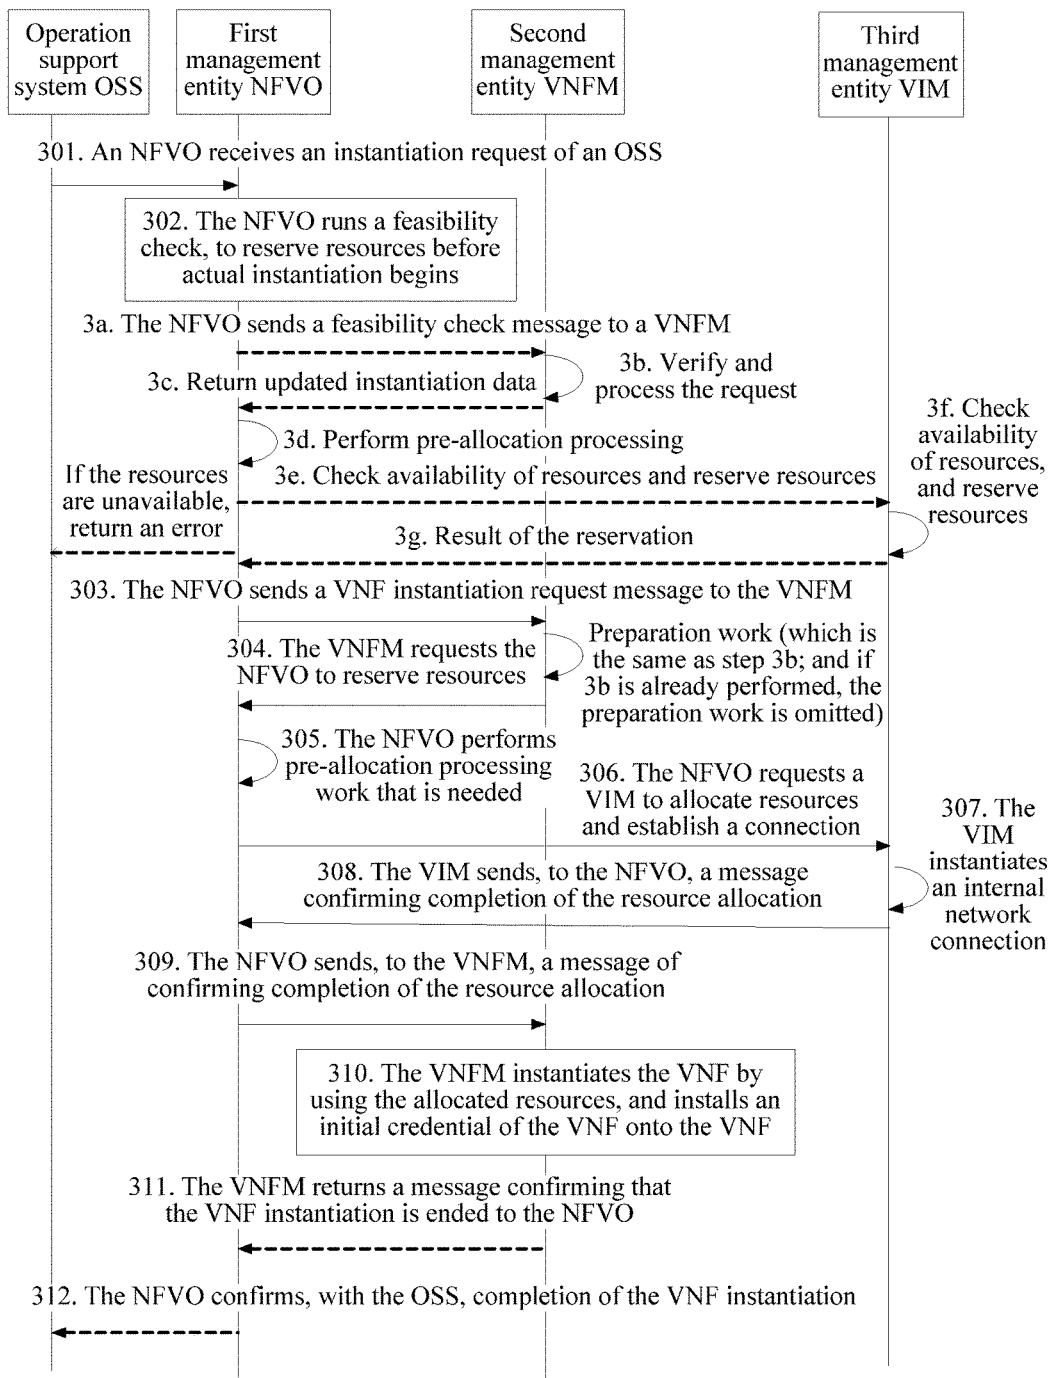 Operation
support
system OSS
First
management
entity NFVO
Second
management
entity VNFM
Third
management
entity VIM
301. An NFVO receives an instantiation request of an OSS
302. The NFVO runs a feasibility
check, to reserve resources before
actual instantiation begins
3a. The NFVO sends a feasibility check message to a VNFM
3b. Verify and
process the request
3c. Return updated instantiation data
3d. Perform pre-allocation processing
3e. Check availability of resources and reserve resources
3f. Check
availability
of resources,
and reserve
resources
If the resources
are unavailable,
return an error
3g. Result of the reservation
303. The NFVO sends a VNF instantiation request message to the VNFM
Preparation work (which is
the same as step 3b; and if
3b is already performed, the
preparation work is omitted)
304. The VNFM requests the
NFVO to reserve resources
305. The NFVO performs
pre-allocation processing
work that is needed
306. The NFVO requests a
VIM to allocate resources
and establish a connection
307. The
VIM
instantiates
an internal
network
connection
308. The VIM sends, to the NFVO, a message
confirming completion of the resource allocation
309. The NFVO sends, to the VNFM, a message of
confirming completion of the resource allocation
310. The VNFM instantiates the VNF by
using the allocated resources, and installs an
initial credential of the VNF onto the VNF
311. The VNFM returns a message confirming that
the VNF instantiation is ended to the NFVO
312. The NFVO confirms, with the OSS, completion of the VNF instantiation